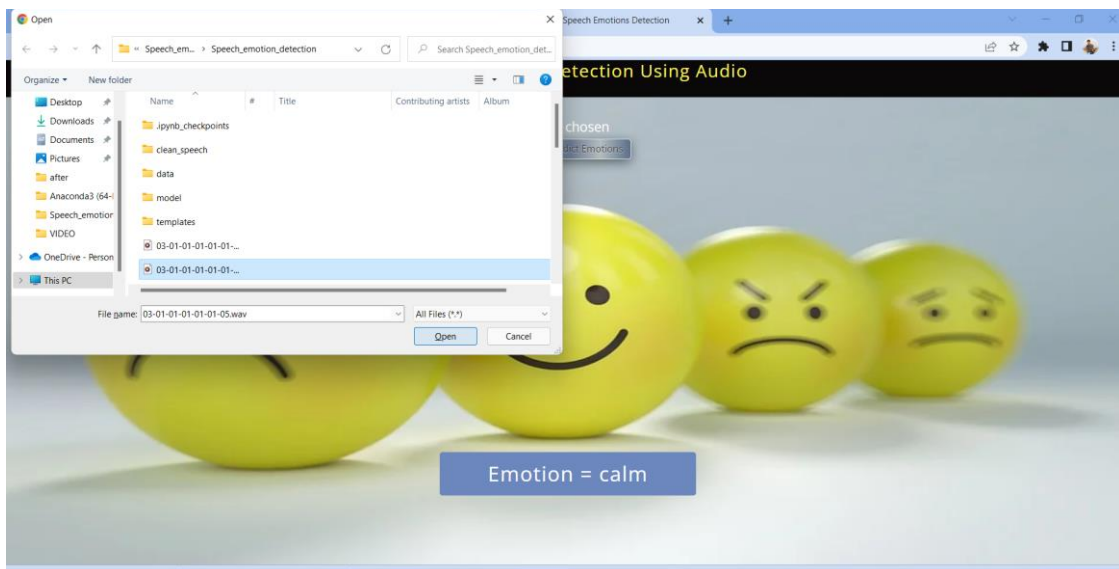 Open
Speech Emotions Detection
Speech_em... › Speech_emotion_detection
Search Speech_emotion_det...
Organize
New folder
etection Using Audio
Name # Title Contributing artists Album
Desktop
Downloads
Documents
Pictures
after
Anaconda3 (64-
Speech_emotion
VIDEO
OneDrive - Person
This PC
.ipynb_checkpoints
clean_speech
data
model
templates
03-01-01-01-01-01-...
03-01-01-01-01-01-...
chosen
dict Emotions
File name: 03-01-01-01-01-01-05.wav
All Files (*.*)
Open
Cancel
Emotion = calm